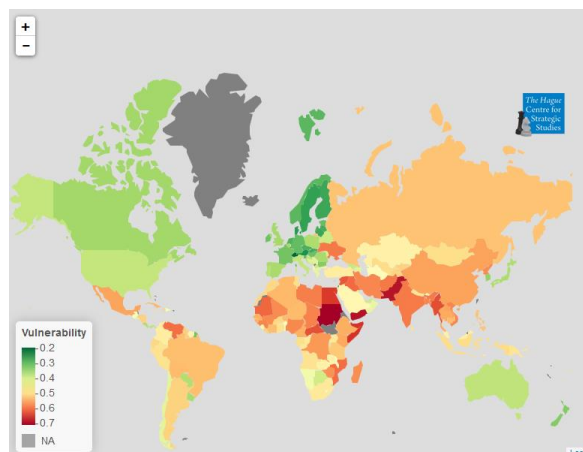 +
−
The Hague
Centre for
Strategic
Studies
Vulnerability
0.2
0.3
0.4
0.5
0.6
0.7
NA